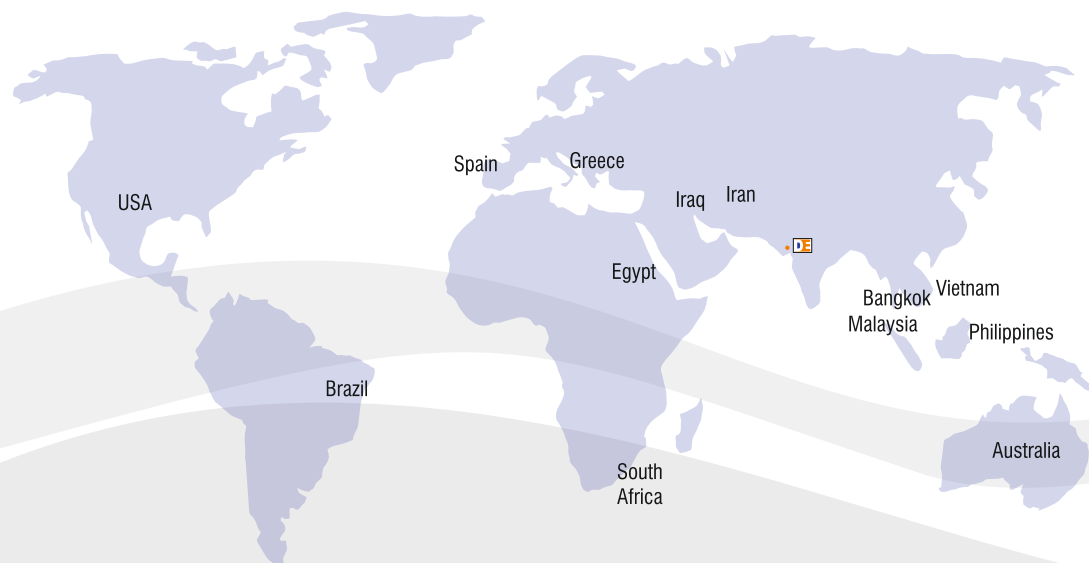 Spain
Greece
USA
Iraq
Iran
DE
Egypt
Vietnam
Bangkok
Malaysia
Philippines
Brazil
Australia
South
Africa